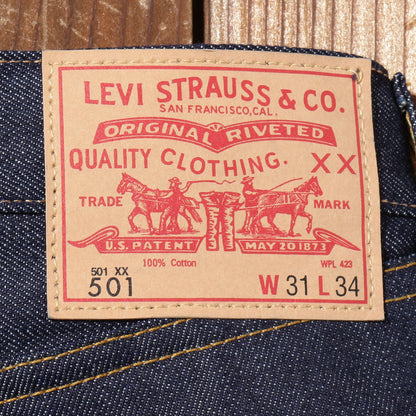 LEVI STRAUSS & CO.
SAN FRANCISCO, CAL.
ORIGINAL RIVETED
QUALITY CLOTHING. XX
TRADE MARK
U.S. PATENT MAY 20 1873
100% Cotton WPL 423
501 XX
501 W 31 L 34